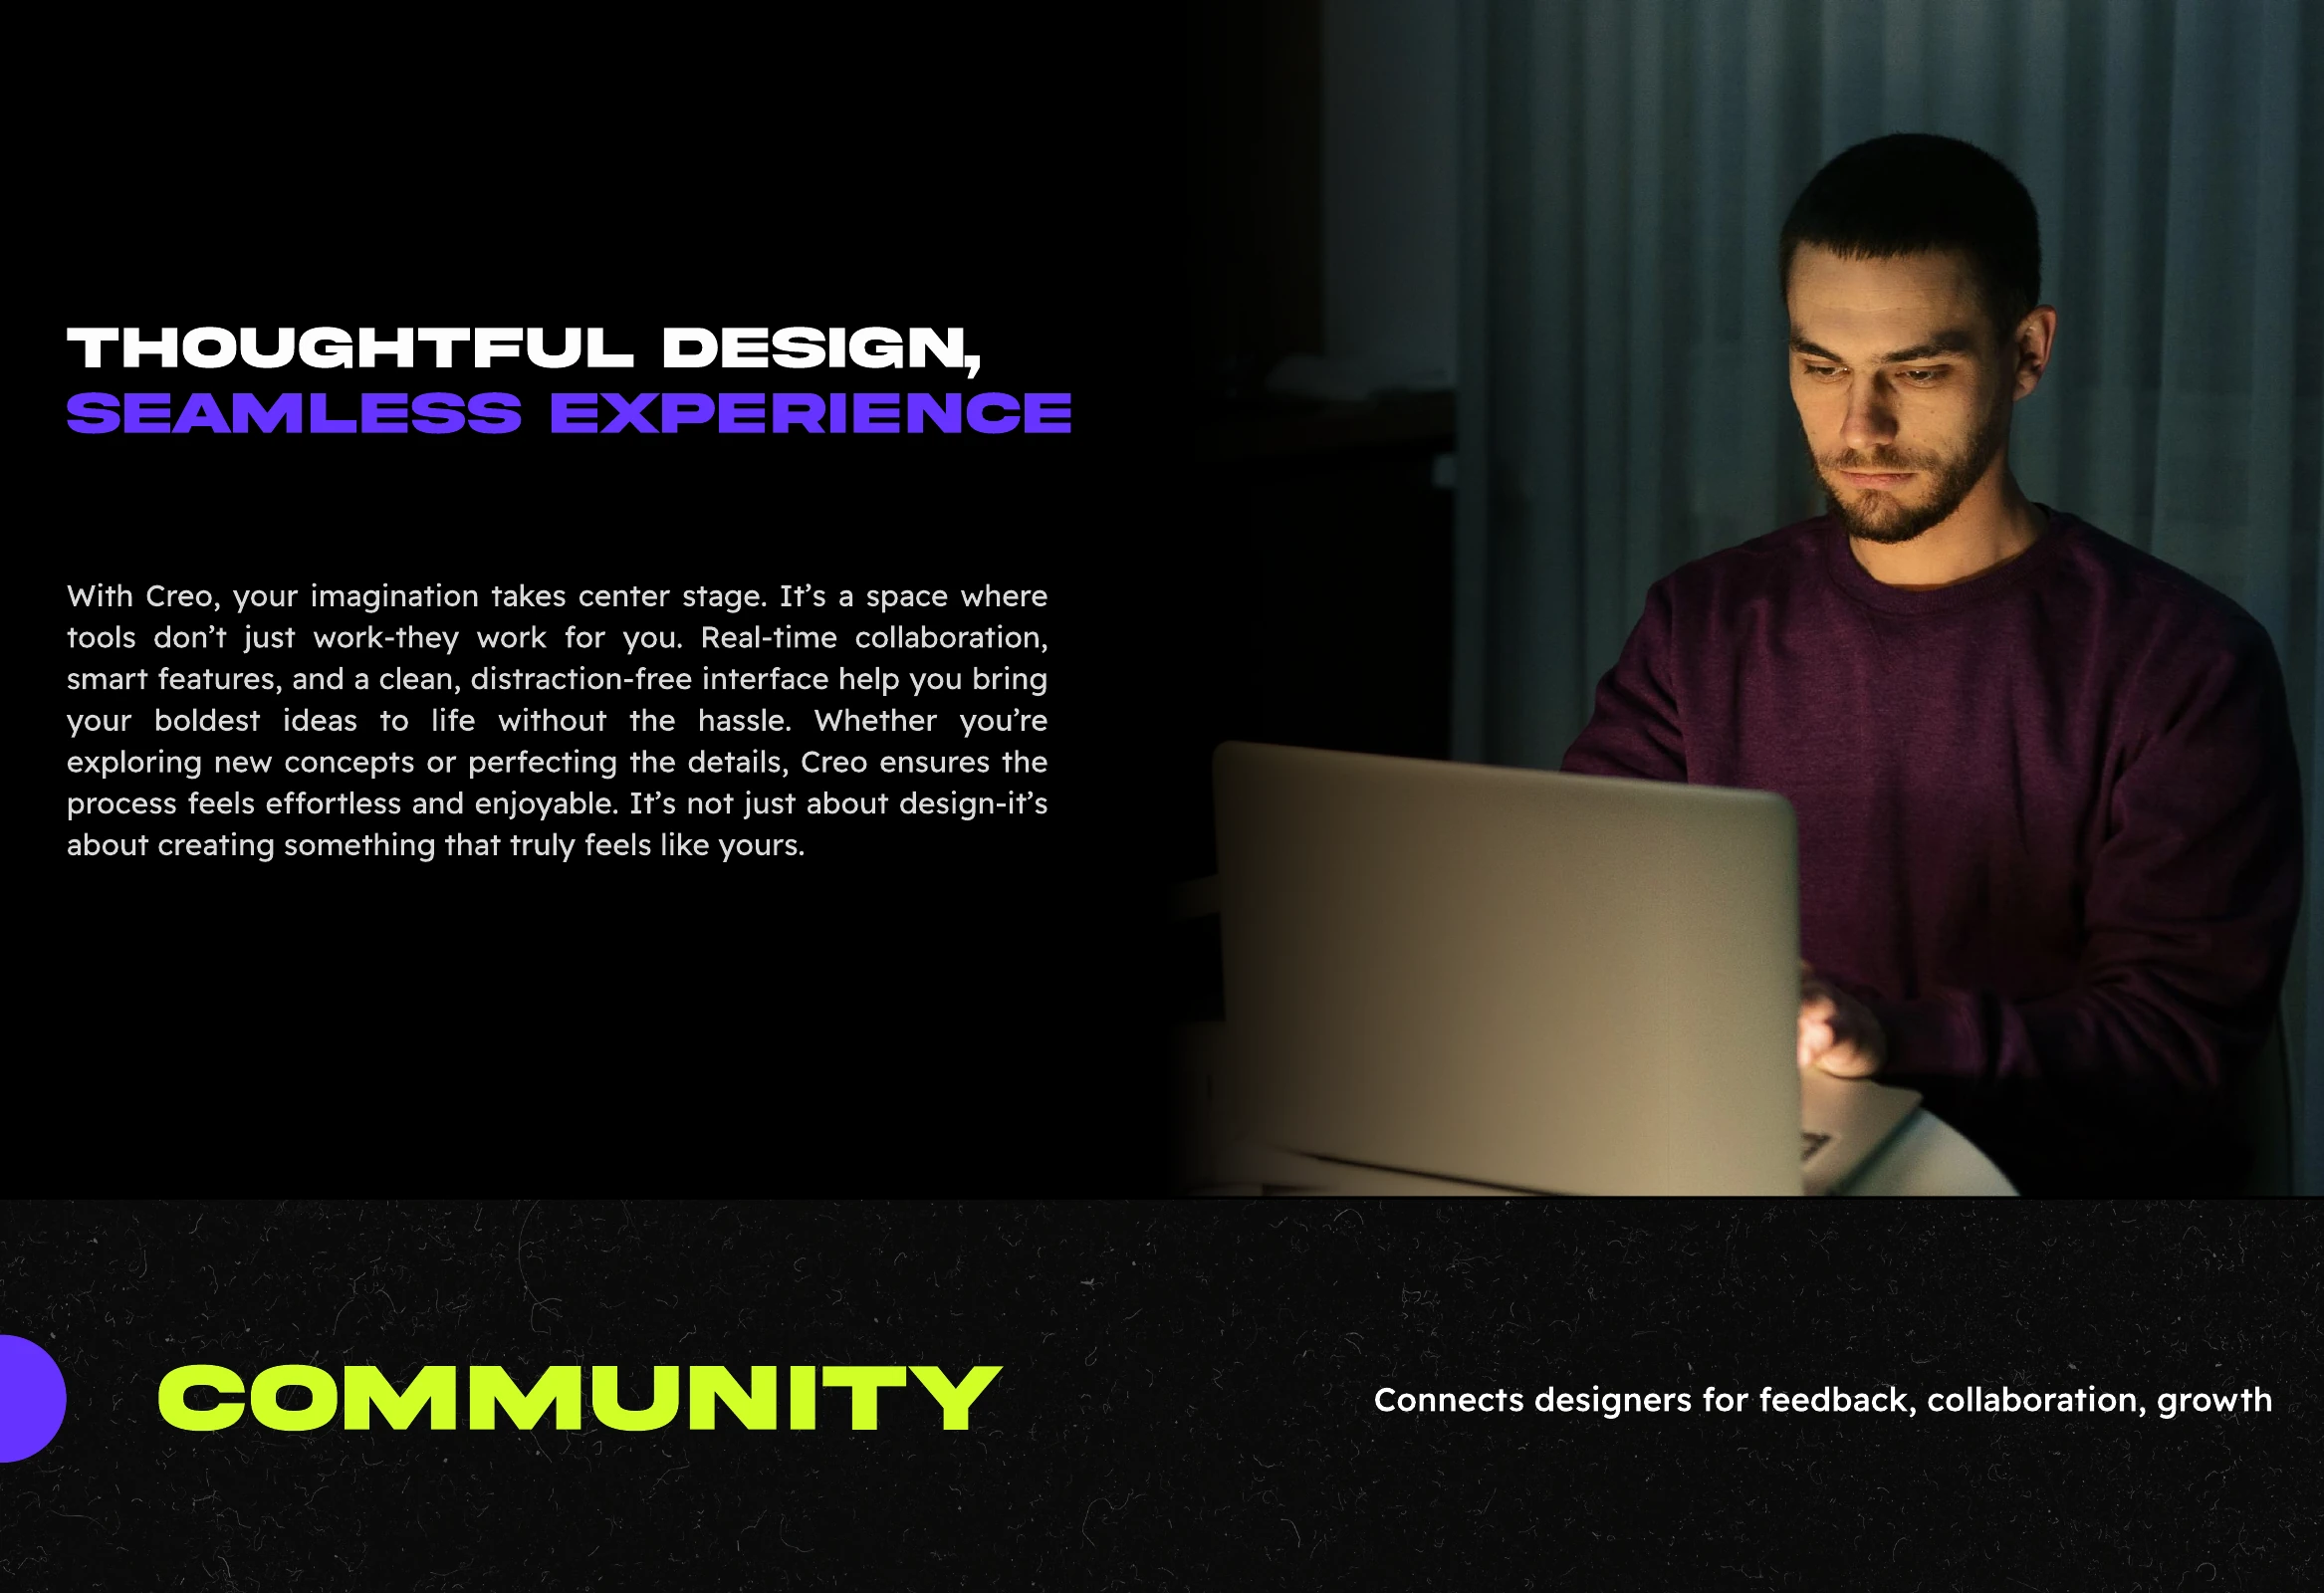 THOUGHTFUL DESIGN,
SEAMLESS EXPERIENCE
With Creo, your imagination takes center stage. It’s a space where
tools don’t just work-they work for you. Real-time collaboration,
smart features, and a clean, distraction-free interface help you bring
your boldest ideas to life without the hassle. Whether you’re
exploring new concepts or perfecting the details, Creo ensures the
process feels effortless and enjoyable. It’s not just about design-it’s
about creating something that truly feels like yours.
COMMUNITY
Connects designers for feedback, collaboration, growth